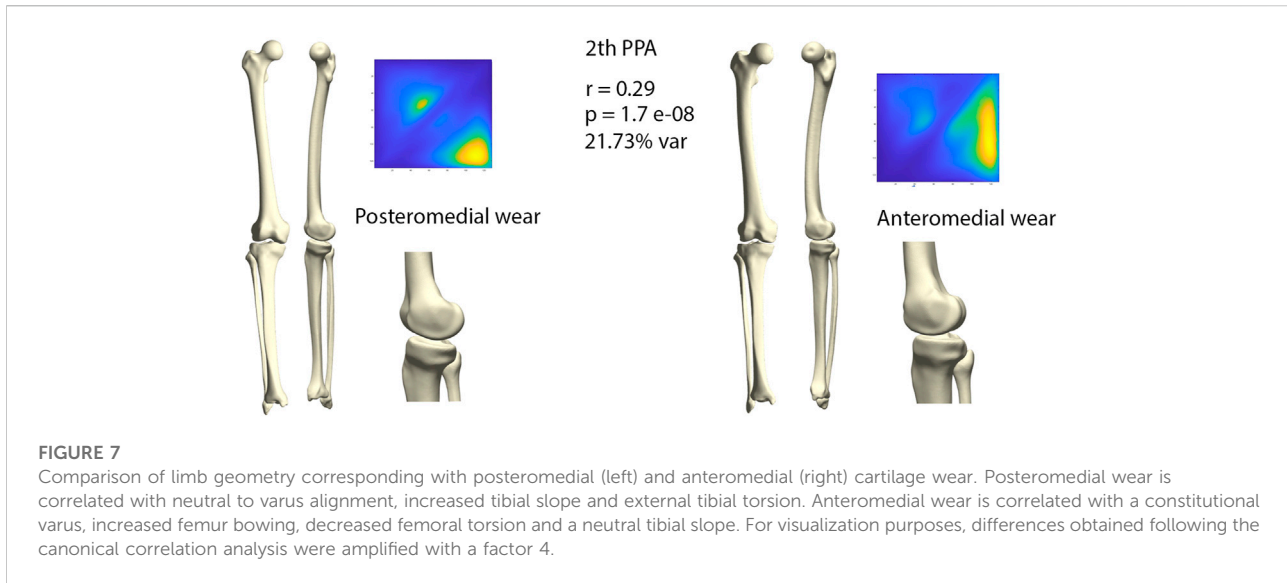 2th PPA
r = 0.29
p = 1.7 e-08
21.73% var
Posteromedial wear
Anteromedial wear
FIGURE 7
Comparison of limb geometry corresponding with posteromedial (left) and anteromedial (right) cartilage wear. Posteromedial wear is
correlated with neutral to varus alignment, increased tibial slope and external tibial torsion. Anteromedial wear is correlated with a constitutional
varus, increased femur bowing, decreased femoral torsion and a neutral tibial slope. For visualization purposes, differences obtained following the
canonical correlation analysis were amplified with a factor 4.